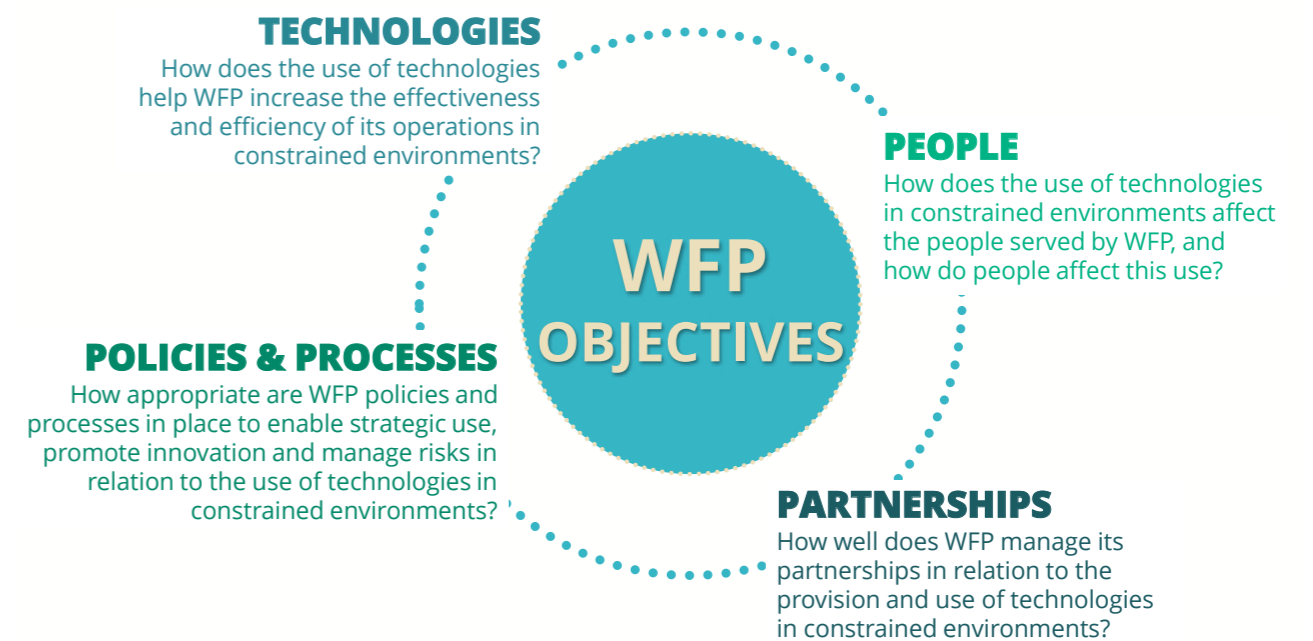 TECHNOLOGIES
How does the use of technologies
help WFP increase the effectiveness
and efficiency of its operations in
constrained environments?
PEOPLE
How does the use of technologies
in constrained environments affect
the people served by WFP, and
how do people affect this use?
WFP
OBJECTIVES
POLICIES & PROCESSES
How appropriate are WFP policies and
processes in place to enable strategic use,
promote innovation and manage risks in
relation to the use of technologies in
constrained environments?
PARTNERSHIPS
How well does WFP manage its
partnerships in relation to the
provision and use of technologies
in constrained environments?